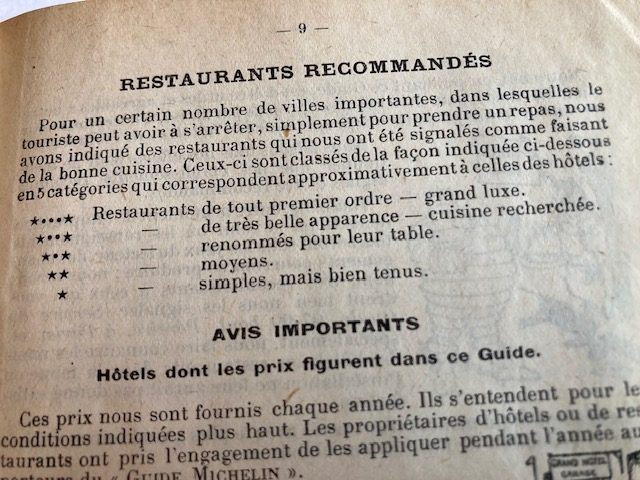 — 9 —
RESTAURANTS RECOMMANDÉS
Pour un certain nombre de villes importantes, dans lesquelles le
touriste peut avoir à s'arrêter, simplement pour prendre un repas, nous
avons indiqué des restaurants qui nous ont été signalés comme faisant
de la bonne cuisine. Ceux-ci sont classés de la façon indiquée ci-dessous
en 5 catégories qui correspondent approximativement à celles des hôtels :
★•••★ Restaurants de tout premier ordre — grand luxe.
★••★ — de très belle apparence — cuisine recherchée.
★•★ — renommés pour leur table.
★★ — moyens.
★ — simples, mais bien tenus.
AVIS IMPORTANTS
Hôtels dont les prix figurent dans ce Guide.
Ces prix nous sont fournis chaque année. Ils s'entendent pour le
conditions indiquées plus haut. Les propriétaires d'hôtels ou de re
taurants ont pris l'engagement de les appliquer pendant l'année au
porteurs du « GUIDE MICHELIN ».
GRAND HOTEL
GARAGE